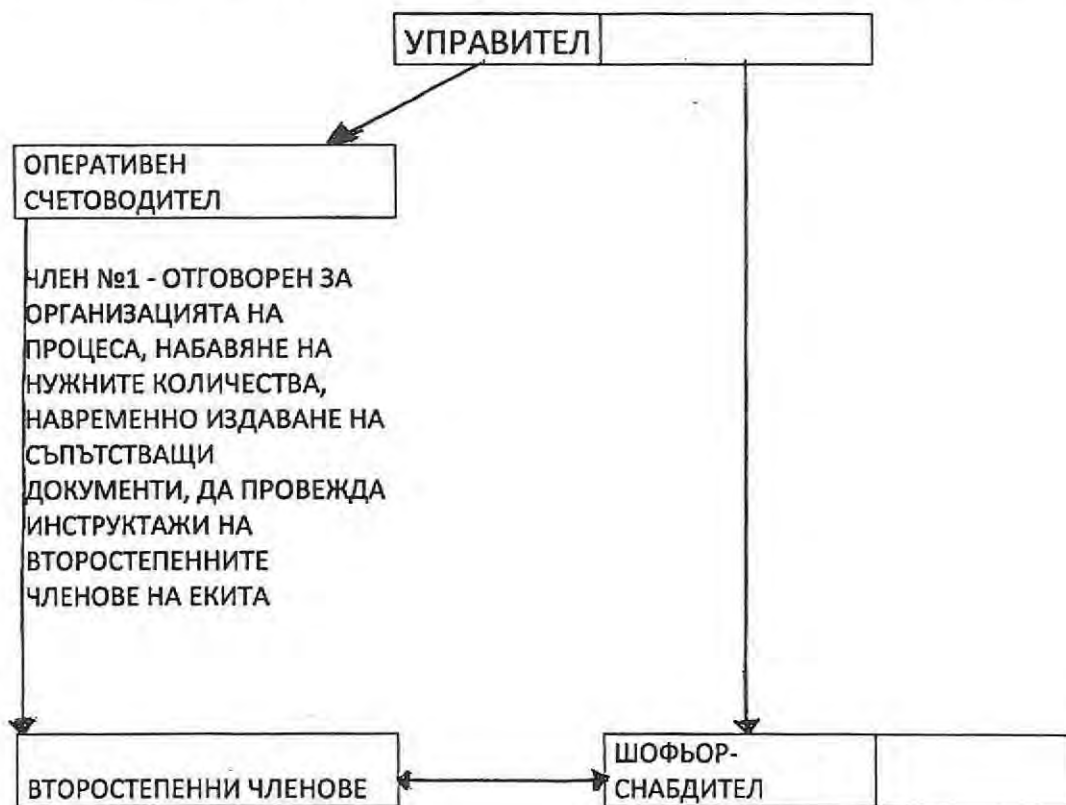 УПРАВИТЕЛ
ОПЕРАТИВЕН
СЧЕТОВОДИТЕЛ
ЧЛЕН №1 - ОТГОВОРЕН ЗА
ОРГАНИЗАЦИЯТА НА
ПРОЦЕСА, НАБАВЯНЕ НА
НУЖНИТЕ КОЛИЧЕСТВА,
НАВРЕМЕННО ИЗДАВАНЕ НА
СЪПЪТСТВАЩИ
ДОКУМЕНТИ, ДА ПРОВЕЖДА
ИНСТРУКТАЖИ НА
ВТОРОСТЕПЕННИТЕ
ЧЛЕНОВЕ НА ЕКИТА
ВТОРОСТЕПЕННИ ЧЛЕНОВЕ
ШОФЬОР-
СНАБДИТЕЛ